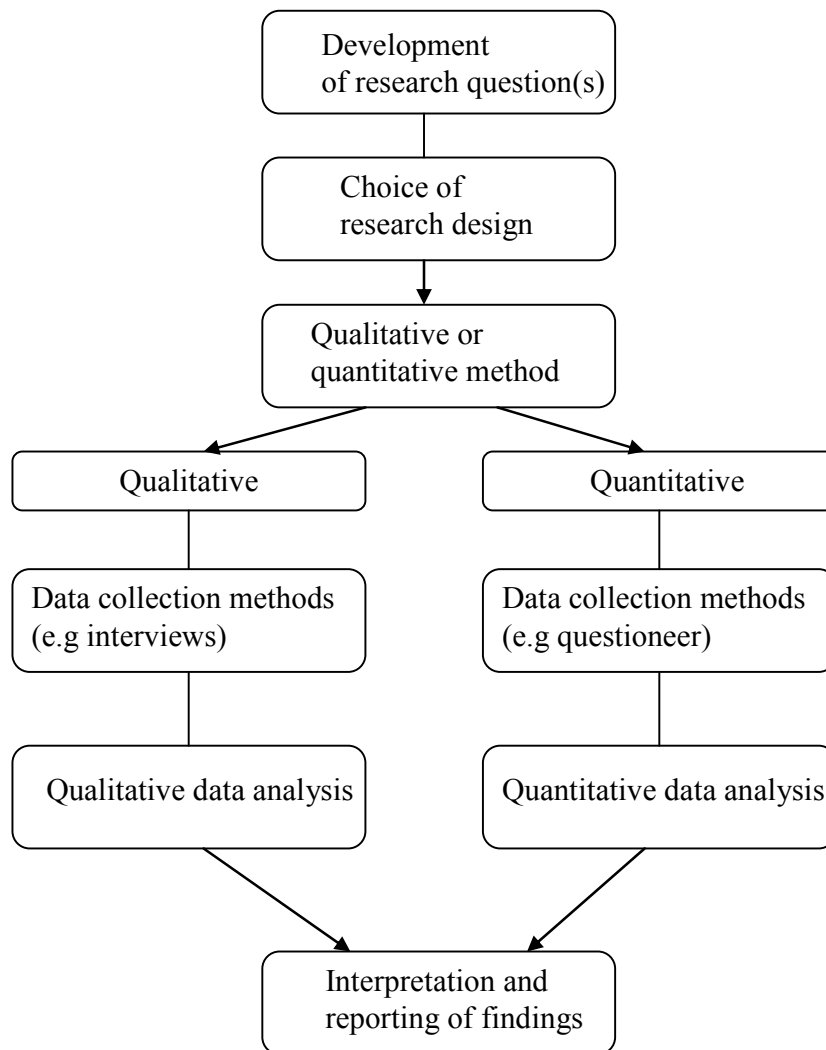 Development
of research question(s)
Choice of
research design
Qualitative or
quantitative method
Qualitative
Quantitative
Data collection methods
(e.g interviews)
Data collection methods
(e.g questioneer)
Qualitative data analysis
Quantitative data analysis
Interpretation and
reporting of findings